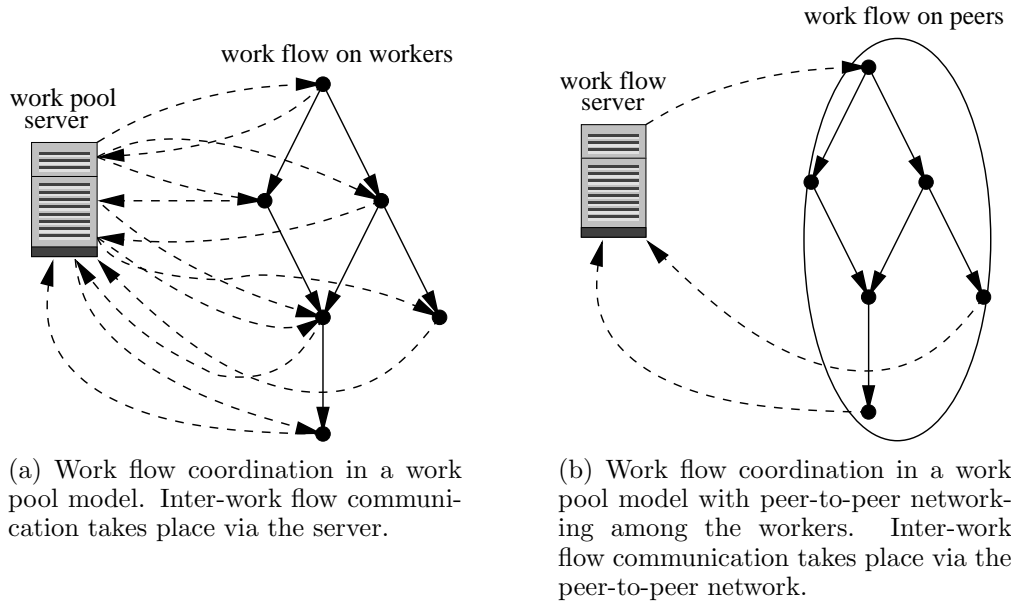 work flow on workers
work pool
server
(a) Work flow coordination in a work
pool model. Inter-work flow communi-
cation takes place via the server.
work flow on peers
work flow
server
(b) Work flow coordination in a work
pool model with peer-to-peer network-
ing among the workers. Inter-work
flow communication takes place via the
peer-to-peer network.